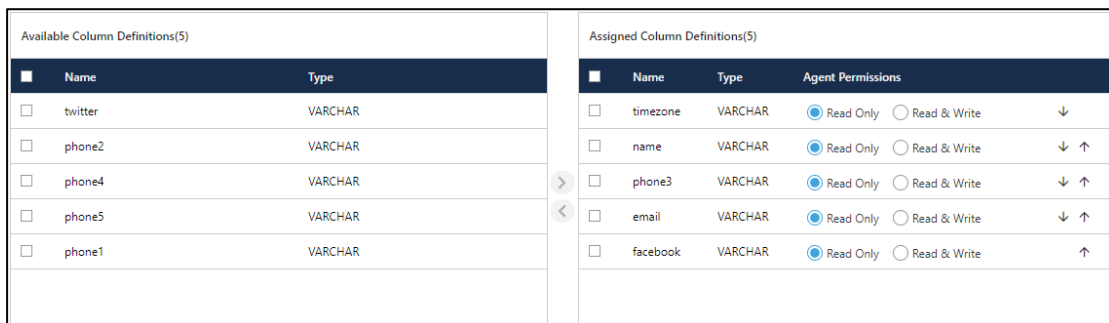 Available Column Definitions(5)
Name Type
twitter VARCHAR
phone2 VARCHAR
phone4 VARCHAR
phone5 VARCHAR
phone1 VARCHAR
Assigned Column Definitions(5)
Name Type Agent Permissions
timezone VARCHAR Read Only Read & Write
name VARCHAR Read Only Read & Write
phone3 VARCHAR Read Only Read & Write
email VARCHAR Read Only Read & Write
facebook VARCHAR Read Only Read & Write